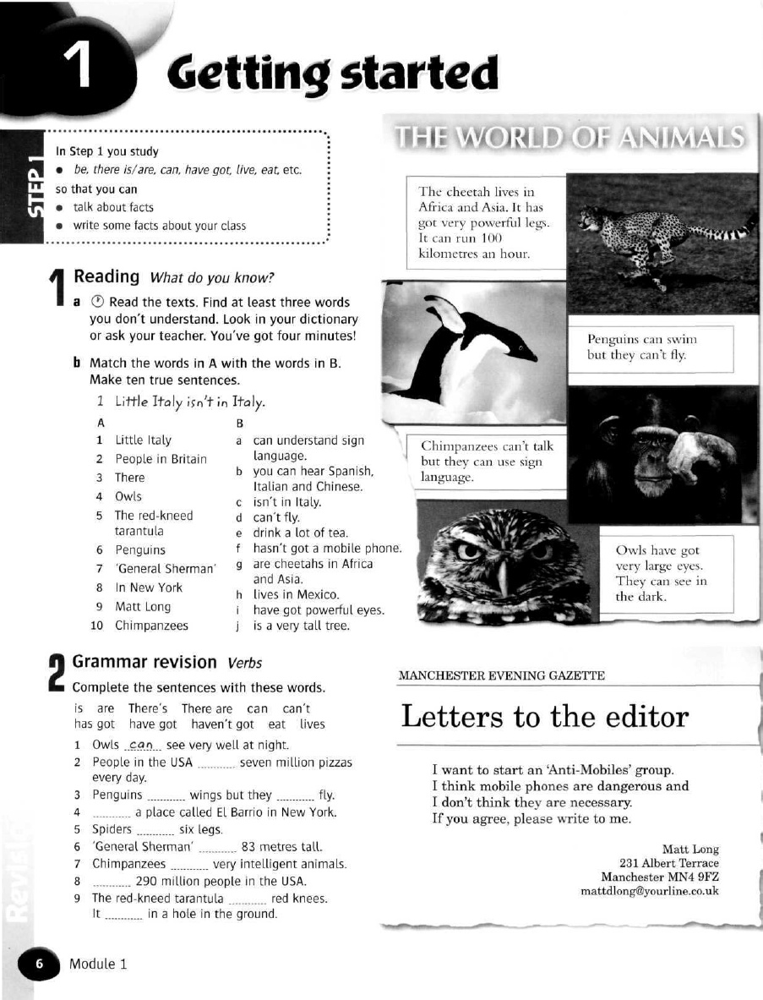 1
Getting started
STEP 1
In Step 1 you study
• be, there is/are, can, have got, live, eat, etc.
so that you can
• talk about facts
• write some facts about your class
1 Reading What do you know?
a Read the texts. Find at least three words
you don't understand. Look in your dictionary
or ask your teacher. You've got four minutes!
b Match the words in A with the words in B.
Make ten true sentences.
1 Little Italy isn't in Italy.
A
1 Little Italy
2 People in Britain
3 There
4 Owls
5 The red-kneed
tarantula
6 Penguins
7 'General Sherman'
8 In New York
9 Matt Long
10 Chimpanzees
B
a can understand sign
language.
b you can hear Spanish,
Italian and Chinese.
c isn't in Italy.
d can't fly.
e drink a lot of tea.
f hasn't got a mobile phone.
g are cheetahs in Africa
and Asia.
h lives in Mexico.
i have got powerful eyes.
j is a very tall tree.
2 Grammar revision Verbs
Complete the sentences with these words.
is are There's There are can can't
has got have got haven't got eat lives
1 Owls can see very well at night.
2 People in the USA ........... seven million pizzas
every day.
3 Penguins ........... wings but they ........... fly.
4 ........... a place called El Barrio in New York.
5 Spiders ........... six legs.
6 'General Sherman' ........... 83 metres tall.
7 Chimpanzees ........... very intelligent animals.
8 ........... 290 million people in the USA.
9 The red-kneed tarantula ........... red knees.
It ........... in a hole in the ground.
THE WORLD OF ANIMALS
The cheetah lives in
Africa and Asia. It has
got very powerful legs.
It can run 100
kilometres an hour.
Penguins can swim
but they can't fly.
Chimpanzees can't talk
but they can use sign
language.
Owls have got
very large eyes.
They can see in
the dark.
MANCHESTER EVENING GAZETTE
Letters to the editor
I want to start an 'Anti-Mobiles' group.
I think mobile phones are dangerous and
I don't think they are necessary.
If you agree, please write to me.
Matt Long
231 Albert Terrace
Manchester MN4 9FZ
mattdlong@yourline.co.uk
6 Module 1